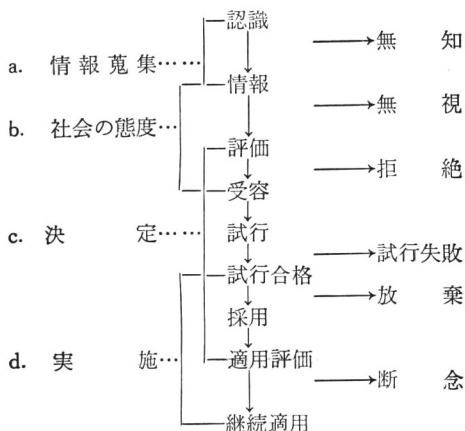 認識
無知
a. 情報蒐集……
情報
無視
b. 社会の態度…
評価
拒絶
受容
c. 決定……
試行
試行失敗
試行合格
放棄
採用
d. 実施…
適用評価
断念
継続適用